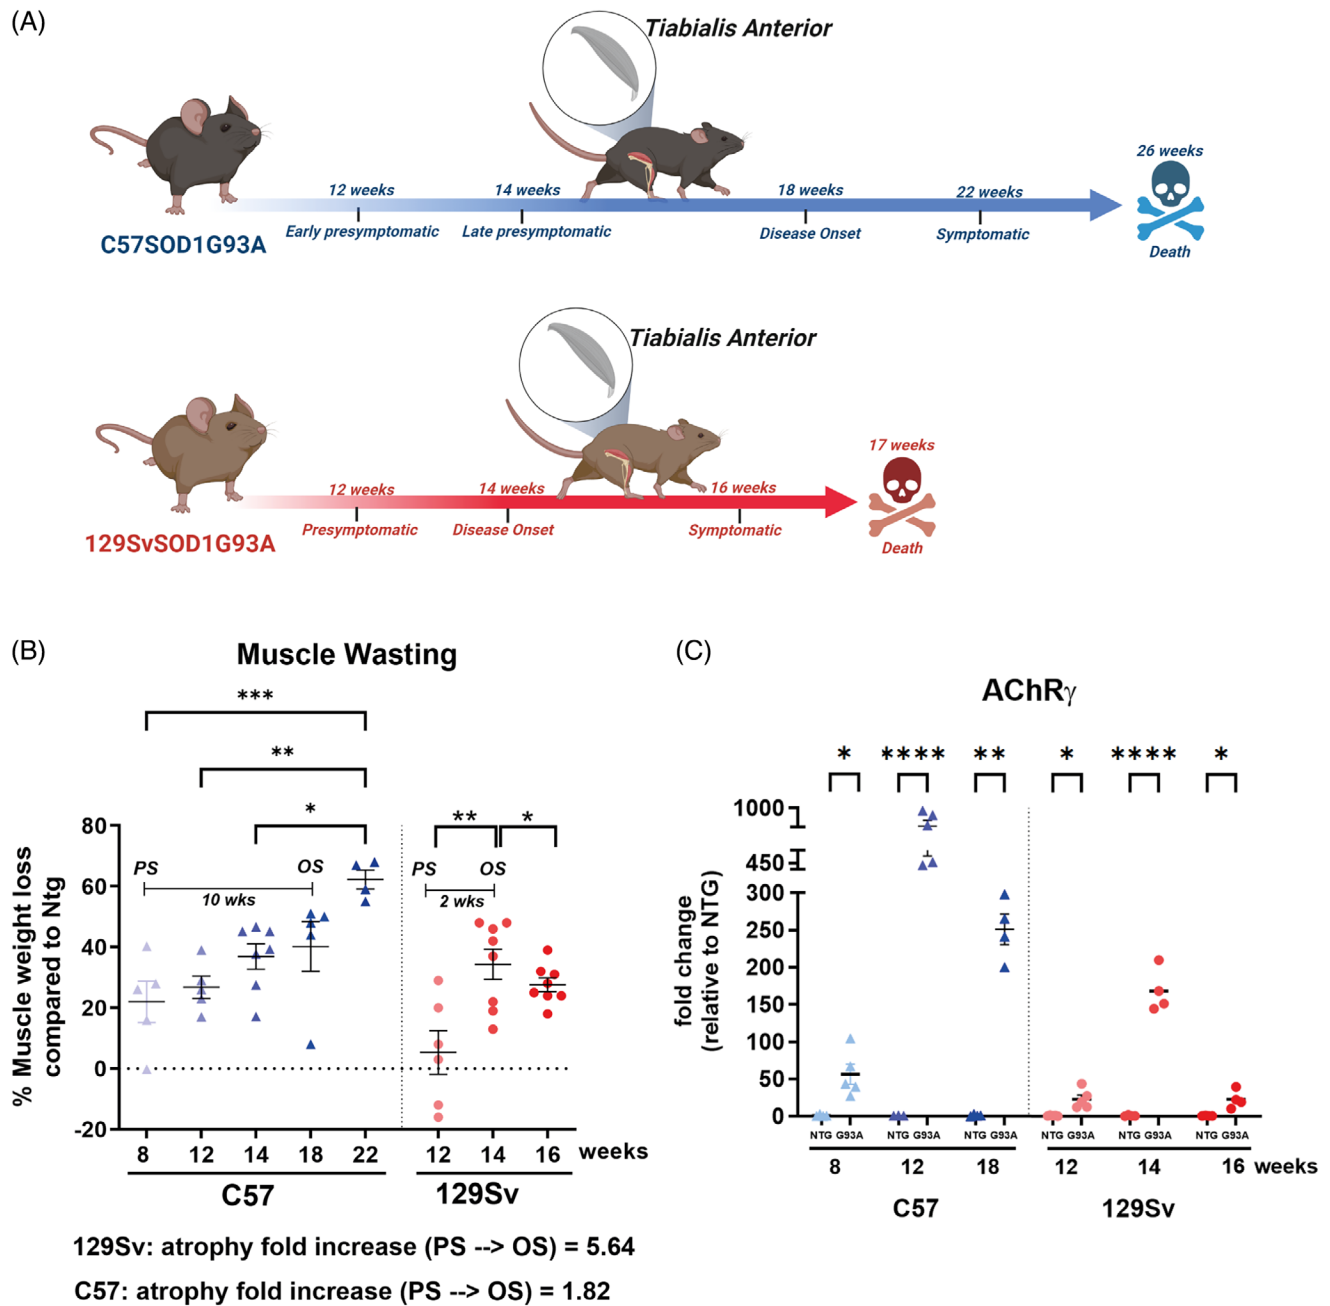 (A)
Tiabialis Anterior
26 weeks
12 weeks
14 weeks
18 weeks
22 weeks
Early presymptomatic
Late presymptomatic
Disease Onset
Symptomatic
Death
C57SOD1G93A
Tiabialis Anterior
17 weeks
12 weeks
14 weeks
16 weeks
Presymptomatic
Disease Onset
Symptomatic
Death
129SvSOD1G93A
(B)
Muscle Wasting
***
**
*
**
*
% Muscle weight loss
compared to Ntg
80
60
40
20
0
-20
PS
OS
10 wks
PS
OS
2 wks
8
12
14
18
22
12
14
16
weeks
C57
129Sv
129Sv: atrophy fold increase (PS --> OS) = 5.64
C57: atrophy fold increase (PS --> OS) = 1.82
(C)
AChRγ
*
****
**
*
****
*
fold change
(relative to NTG)
1000
450
300
250
200
150
100
50
0
NTG G93A
NTG G93A
NTG G93A
NTG G93A
NTG G93A
NTG G93A
8
12
18
12
14
16
weeks
C57
129Sv